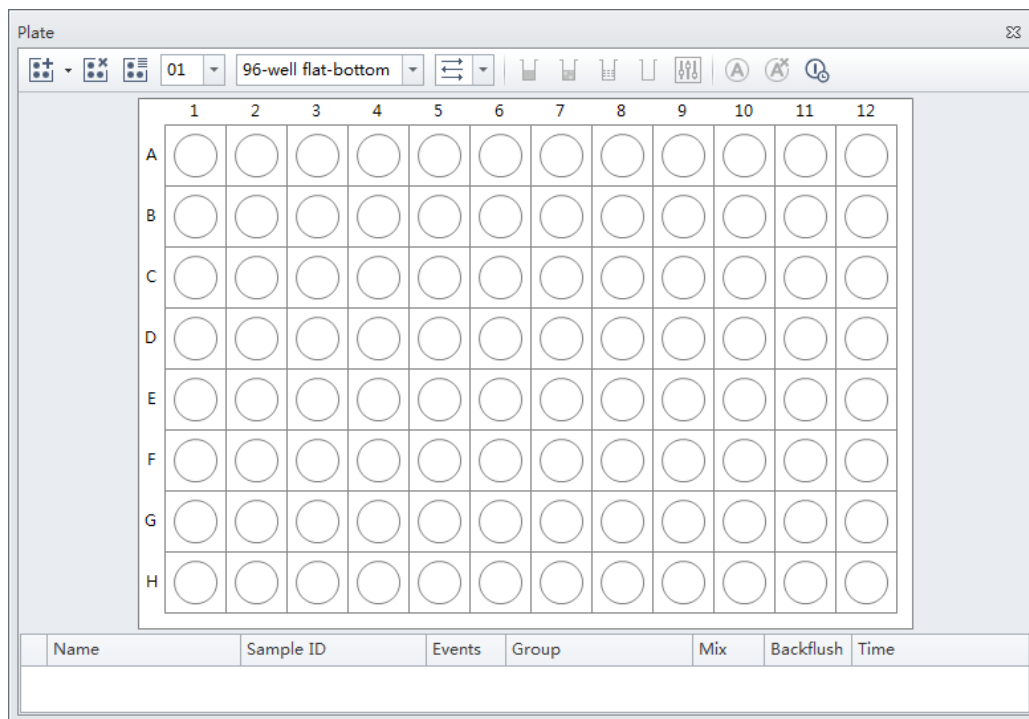 Plate
01 96-well flat-bottom
1 2 3 4 5 6 7 8 9 10 11 12
A
B
C
D
E
F
G
H
Name Sample ID Events Group Mix Backflush Time